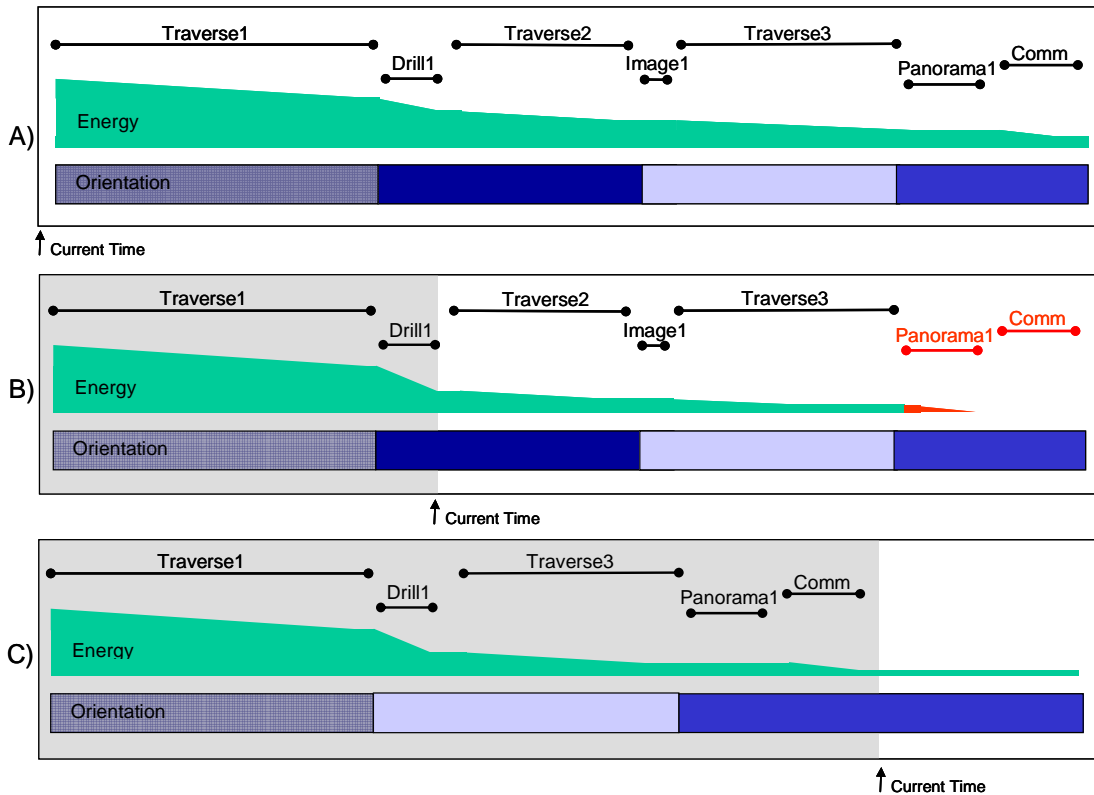 Traverse1
Traverse2
Traverse3
Drill1
Image1
Comm
Panorama1
Energy
A)
Orientation
Current Time
Traverse1
Traverse2
Traverse3
Drill1
Image1
Comm
Panorama1
Energy
B)
Orientation
Current Time
Traverse1
Traverse3
Drill1
Panorama1
Comm
Energy
C)
Orientation
Current Time